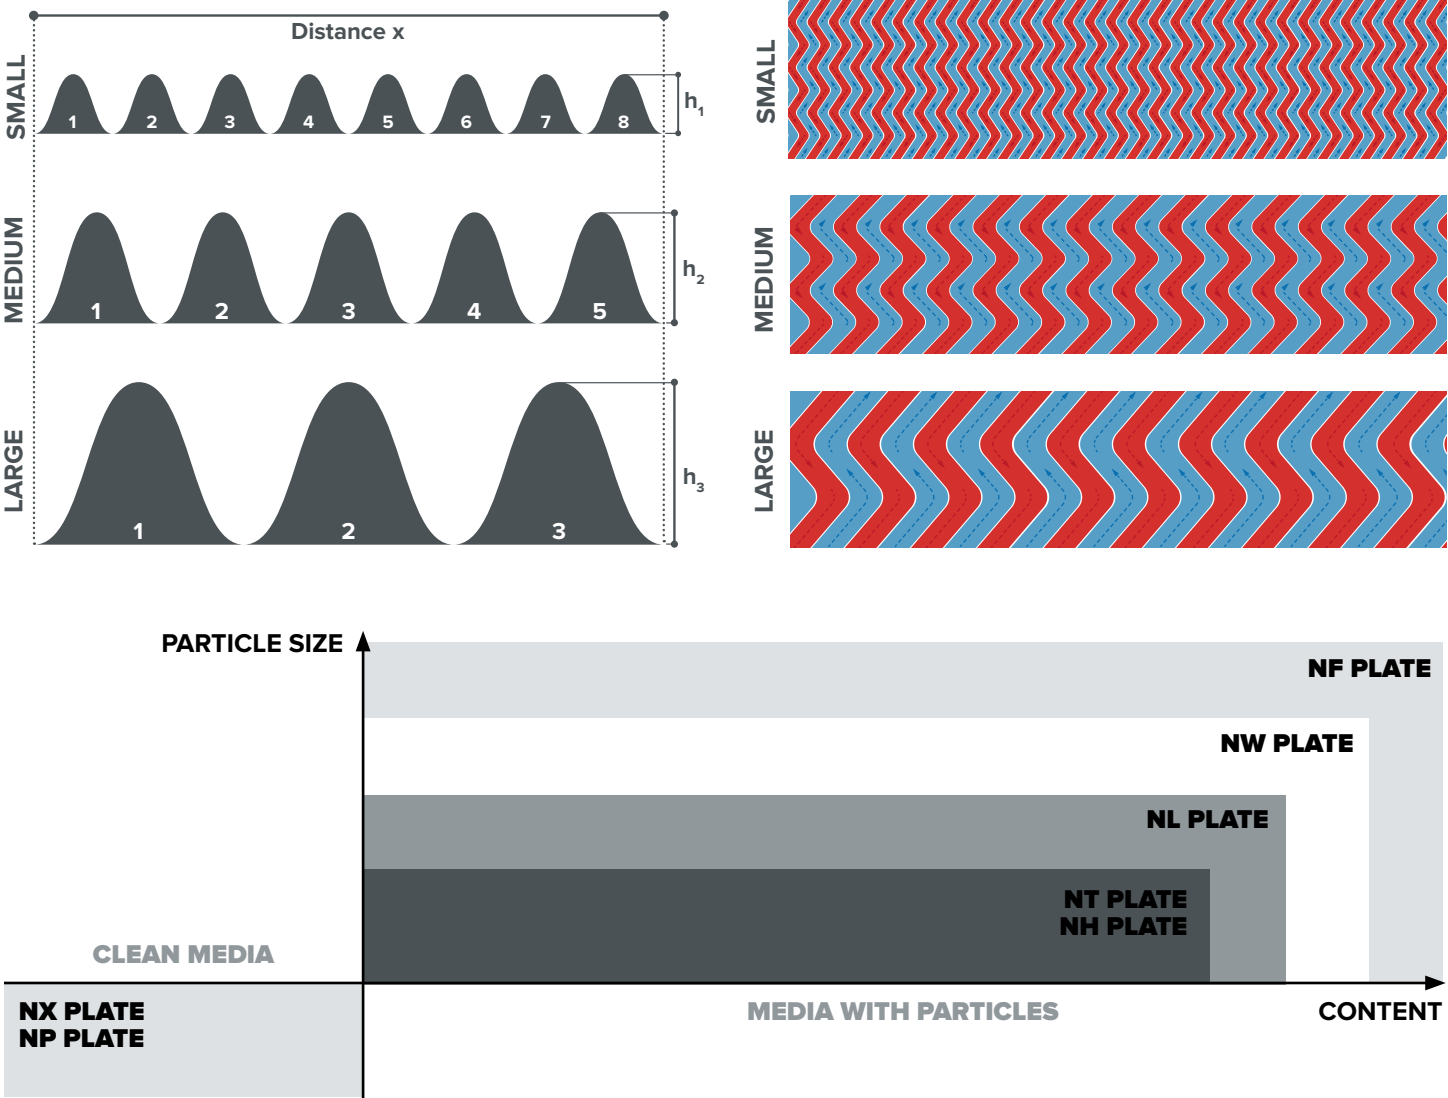 Distance x
SMALL
1 2 3 4 5 6 7 8
h1
MEDIUM
1 2 3 4 5
h2
LARGE
1 2 3
h3
SMALL
MEDIUM
LARGE
PARTICLE SIZE
NF PLATE
NW PLATE
NL PLATE
NT PLATE
NH PLATE
CLEAN MEDIA
NX PLATE
NP PLATE
MEDIA WITH PARTICLES
CONTENT